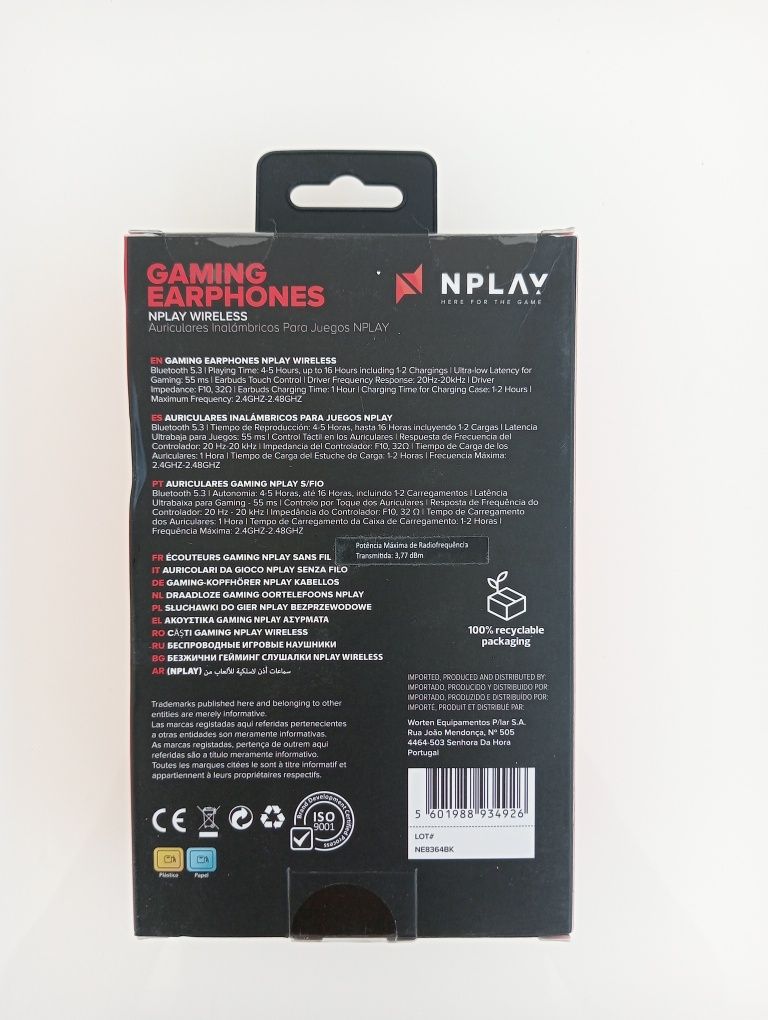 GAMING
EARPHONES
NPLAY WIRELESS
Auriculares Inalámbricos Para Juegos NPLAY
NPLAY
HERE FOR THE GAME
EN GAMING EARPHONES NPLAY WIRELESS
Bluetooth 5.3 | Playing Time: 4-5 Hours, up to 16 Hours including 1-2 Chargings | Ultra-low Latency for
Gaming: 55 ms | Earbuds Touch Control | Driver Frequency Response: 20Hz-20kHz | Driver
Impedance: F10, 32Ω | Earbuds Charging Time: 1 Hour | Charging Time for Charging Case: 1-2 Hours |
Maximum Frequency: 2.4GHZ-2.48GHZ
ES AURICULARES INALÁMBRICOS PARA JUEGOS NPLAY
Bluetooth 5.3 | Tiempo de Reproducción: 4-5 Horas, hasta 16 Horas incluyendo 1-2 Cargas | Latencia
Ultrabaja para Juegos: 55 ms | Control Táctil en los Auriculares | Respuesta de Frecuencia del
Controlador: 20 Hz-20 kHz | Impedancia del Controlador: F10, 32Ω | Tiempo de Carga de los
Auriculares: 1 Hora | Tiempo de Carga del Estuche de Carga: 1-2 Horas | Frecuencia Máxima:
2.4GHZ-2.48GHZ
PT AURICULARES GAMING NPLAY S/FIO
Bluetooth 5.3 | Autonomia: 4-5 Horas, até 16 Horas, incluindo 1-2 Carregamentos | Latência
Ultrabaixa para Gaming - 55 ms | Controlo por Toque dos Auriculares | Resposta de Frequência do
Controlador: 20 Hz - 20 kHz | Impedância do Controlador: F10, 32 Ω | Tempo de Carregamento
dos Auriculares: 1 Hora | Tempo de Carregamento da Caixa de Carregamento: 1-2 Horas |
Frequência Máxima: 2.4GHZ-2.48GHZ
Potência Máxima de Radiofrequência
Transmitida: 3,77 dBm
FR ÉCOUTEURS GAMING NPLAY SANS FIL
IT AURICOLARI DA GIOCO NPLAY SENZA FILO
DE GAMING-KOPFHÖRER NPLAY KABELLOS
NL DRAADLOZE GAMING OORTELEFOONS NPLAY
PL SŁUCHAWKI DO GIER NPLAY BEZPRZEWODOWE
EL ΑΚΟΥΣΤΙΚΑ GAMING NPLAY ΑΣΥΡΜΑΤΑ
RO CĂȘTI GAMING NPLAY WIRELESS
RU БЕСПРОВОДНЫЕ ИГРОВЫЕ НАУШНИКИ
BG БЕЗЖИЧНИ ГЕЙМИНГ СЛУШАЛКИ NPLAY WIRELESS
AR (NPLAY) سماعات أذن لاسلكية للألعاب من
100% recyclable
packaging
IMPORTED, PRODUCED AND DISTRIBUTED BY:
IMPORTADO, PRODUCIDO Y DISTRIBUIDO POR:
IMPORTADO, PRODUZIDO E DISTRIBUÍDO POR:
IMPORTÉ, PRODUIT ET DISTRIBUÉ PAR:
Worten Equipamentos P/lar S.A.
Rua João Mendonça, Nº 505
4464-503 Senhora Da Hora
Portugal
Trademarks published here and belonging to other
entities are merely informative.
Las marcas registadas aqui referidas pertenecientes
a otras entidades son meramente informativas.
As marcas registadas, pertença de outrem aqui
referidas são a título meramente informativo.
Toutes les marques citées le sont à titre informatif et
appartiennent à leurs propriétaires respectifs.
CE
Brand Development
Certified process
ISO
9001
Plástico
Papel
5 601988 934926
LOT#
NE8364BK